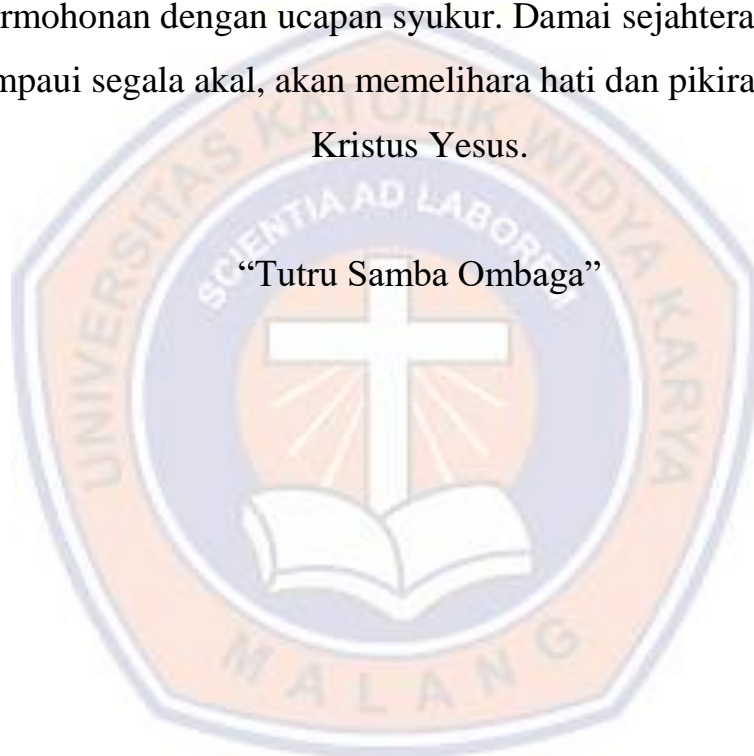 rmohonan dengan ucapan syukur. Damai sejahtera
mpaui segala akal, akan memelihara hati dan pikira
Kristus Yesus.
“Tutru Samba Ombaga”
UNIVERSITAS KATOLIK WIDYA KARYA
SCIENTIA AD LABOREM
MALANG